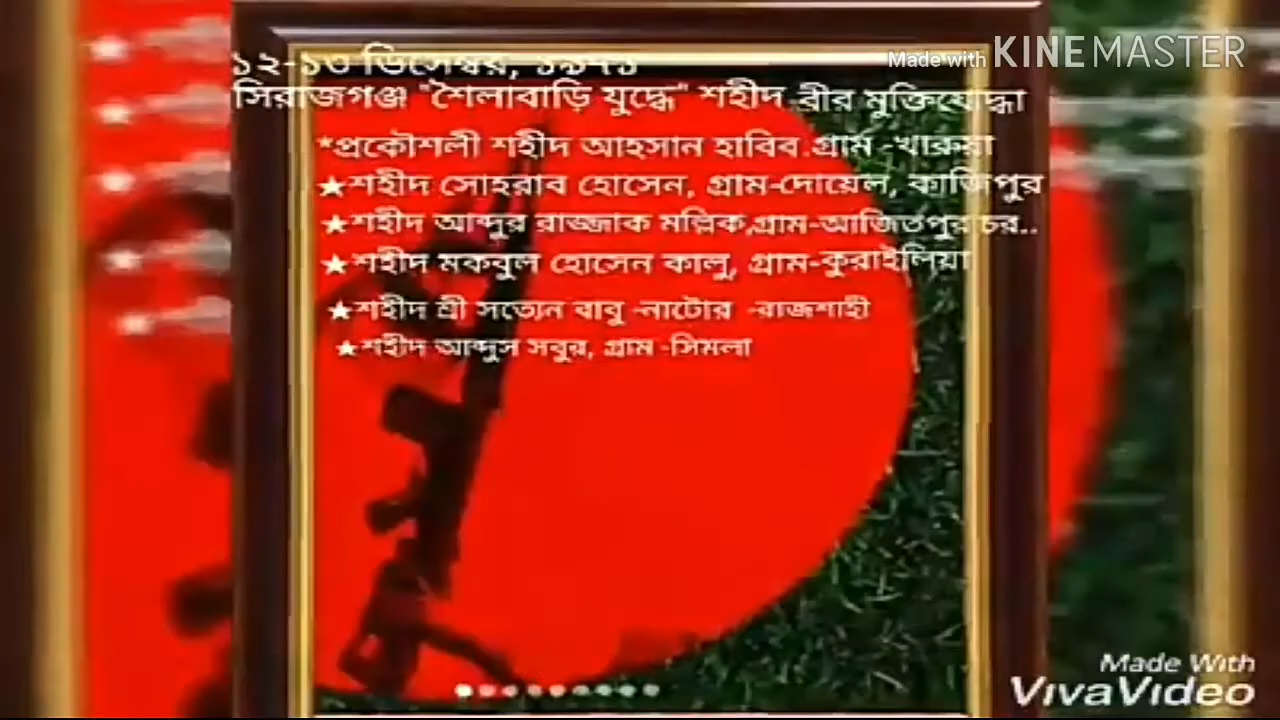 ১২-১৩ ডিসেম্বর, ১৯৭১
Made with KINEMASTER
সিরাজগঞ্জ "শৈলাবাড়ি যুদ্ধে" শহীদ বীর মুক্তিযোদ্ধা
*প্রকৌশলী শহীদ আহসান হাবিব.গ্রাম -খারুয়া
★শহীদ সোহরাব হোসেন, গ্রাম-দোয়েল, কাজিপুর
★শহীদ আব্দুর রাজ্জাক মল্লিক,গ্রাম-আজিতপুর চর..
★শহীদ মকবুল হোসেন কালু, গ্রাম-কুরাইলিয়া
★শহীদ শ্রী সত্যেন বাবু -নাটোর -রাজশাহী
★শহীদ আব্দুস সবুর, গ্রাম -সিমলা
Made With
VivaVideo